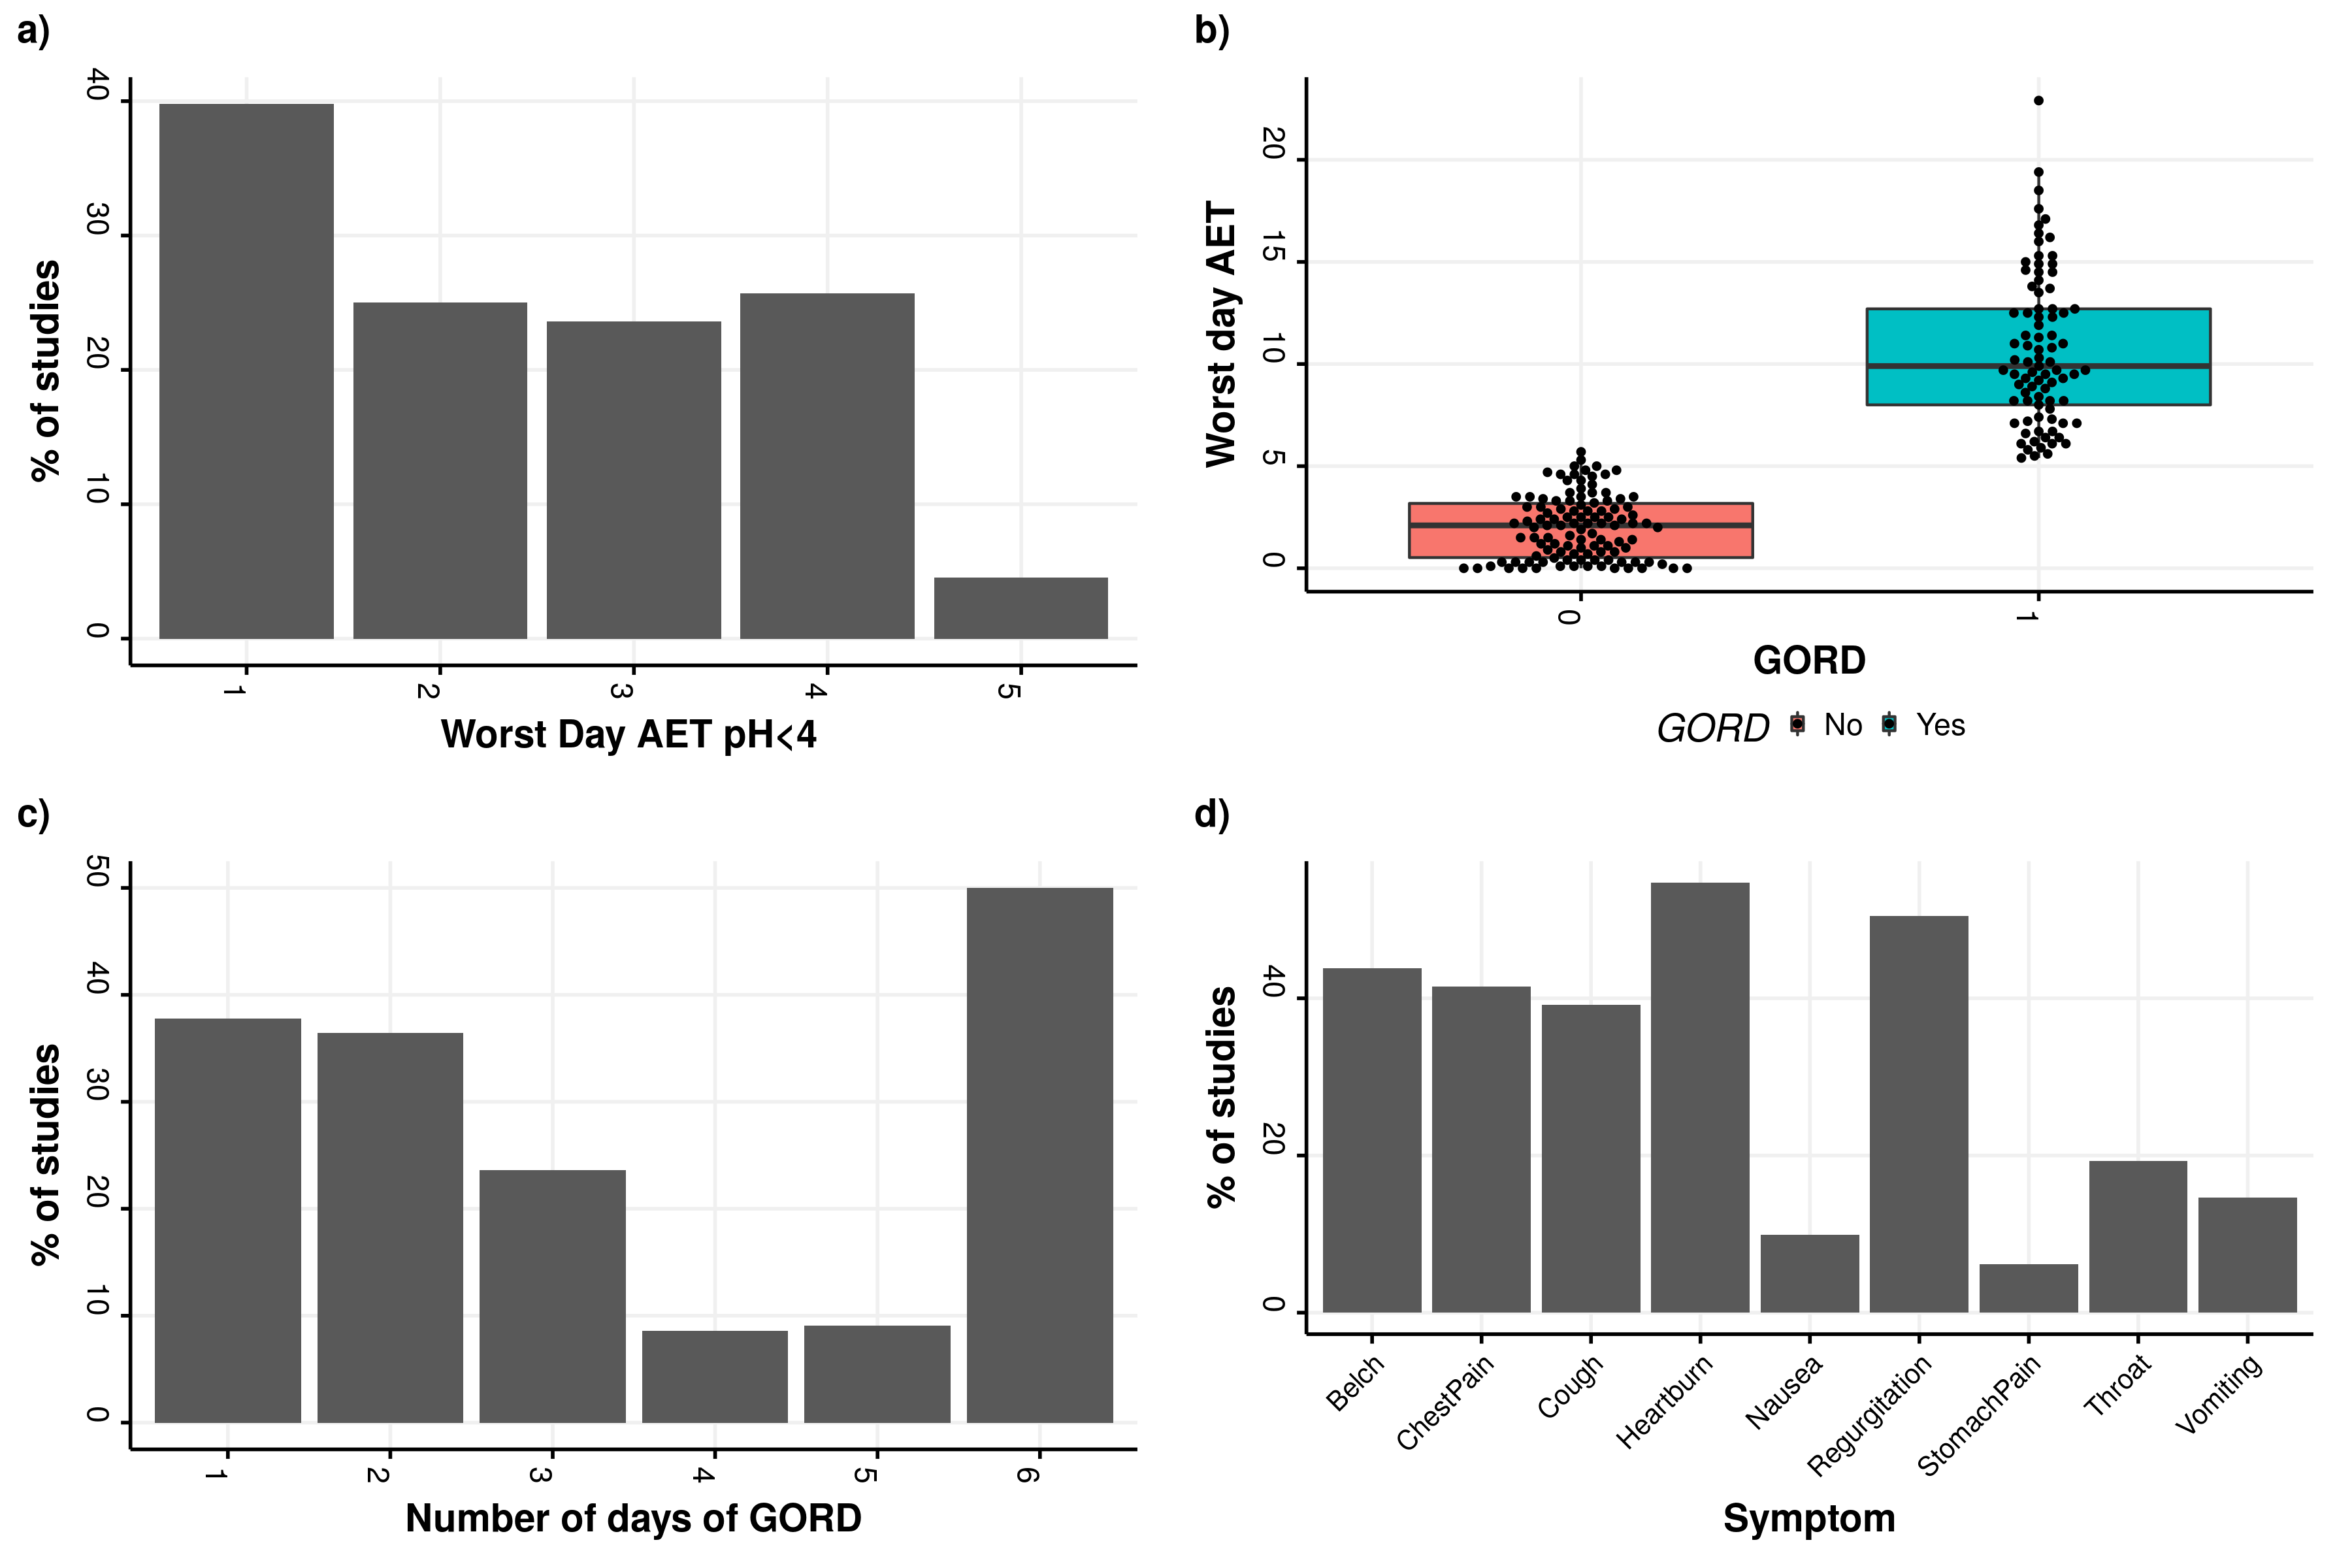 a)
40
30
20
10
0
% of studies
1 2 3 4 5
Worst Day AET pH<4
b)
20
15
10
5
0
Worst day AET
0 1
GORD
GORD No Yes
c)
50
40
30
20
10
0
% of studies
1 2 3 4 5 6
Number of days of GORD
d)
40
20
0
% of studies
Belch ChestPain Cough Heartburn Nausea Regurgitation StomachPain Throat Vomiting
Symptom